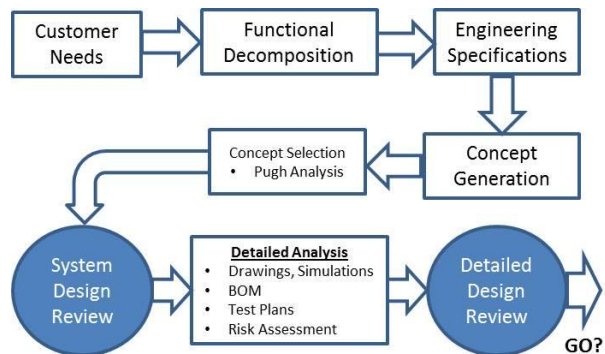 Customer
Needs
Functional
Decomposition
Engineering
Specifications
Concept
Generation
Concept Selection
• Pugh Analysis
System
Design
Review
Detailed Analysis
• Drawings, Simulations
• BOM
• Test Plans
• Risk Assessment
Detailed
Design
Review
GO?